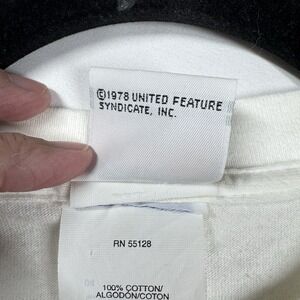 ©1978 UNITED FEATURE
SYNDICATE, INC.
RN 55128
100% COTTON/
ALGODÓN/COTON